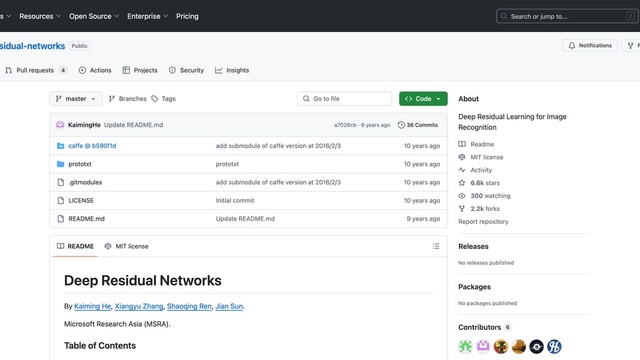 s Resources Open Source Enterprise Pricing Search or jump to... /
sidual-networks Public Notifications F
Pull requests 4 Actions Projects Security Insights
master Branches Tags Go to file Code
KaimingHe Update README.md a7026cb · 9 years ago 36 Commits
caffe @ b590f1d add submodule of caffe version at 2016/2/3 10 years ago
prototxt prototxt 10 years ago
.gitmodules add submodule of caffe version at 2016/2/3 10 years ago
LICENSE Initial commit 10 years ago
README.md Update README.md 9 years ago
README MIT license
Deep Residual Networks
By Kaiming He, Xiangyu Zhang, Shaoqing Ren, Jian Sun.
Microsoft Research Asia (MSRA).
Table of Contents
About
Deep Residual Learning for Image
Recognition
Readme
MIT license
Activity
6.6k stars
300 watching
2.2k forks
Report repository
Releases
No releases published
Packages
No packages published
Contributors 6